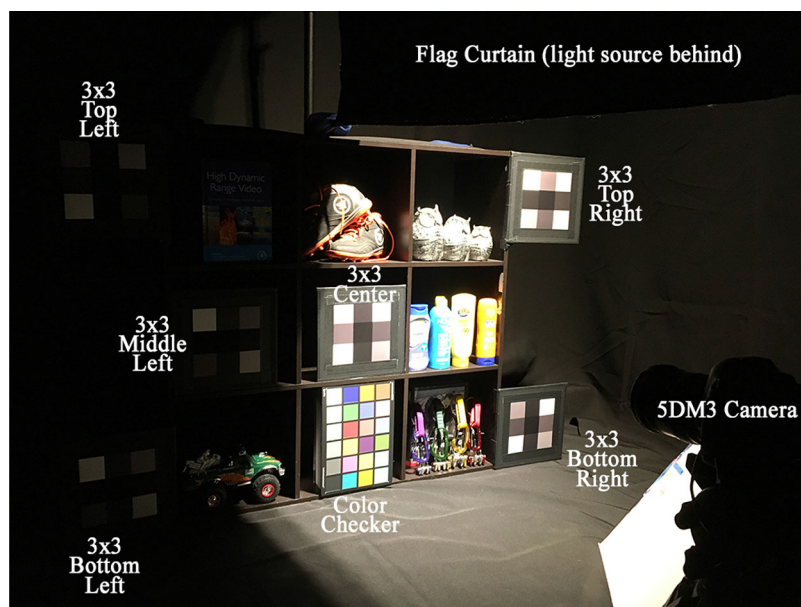 Flag Curtain (light source behind)
3x3
Top
Left
High Dynamic
Range Video
3x3
Top
Right
3x3
Center
3x3
Middle
Left
5DM3 Camera
3x3
Bottom
Right
Color
Checker
3x3
Bottom
Left